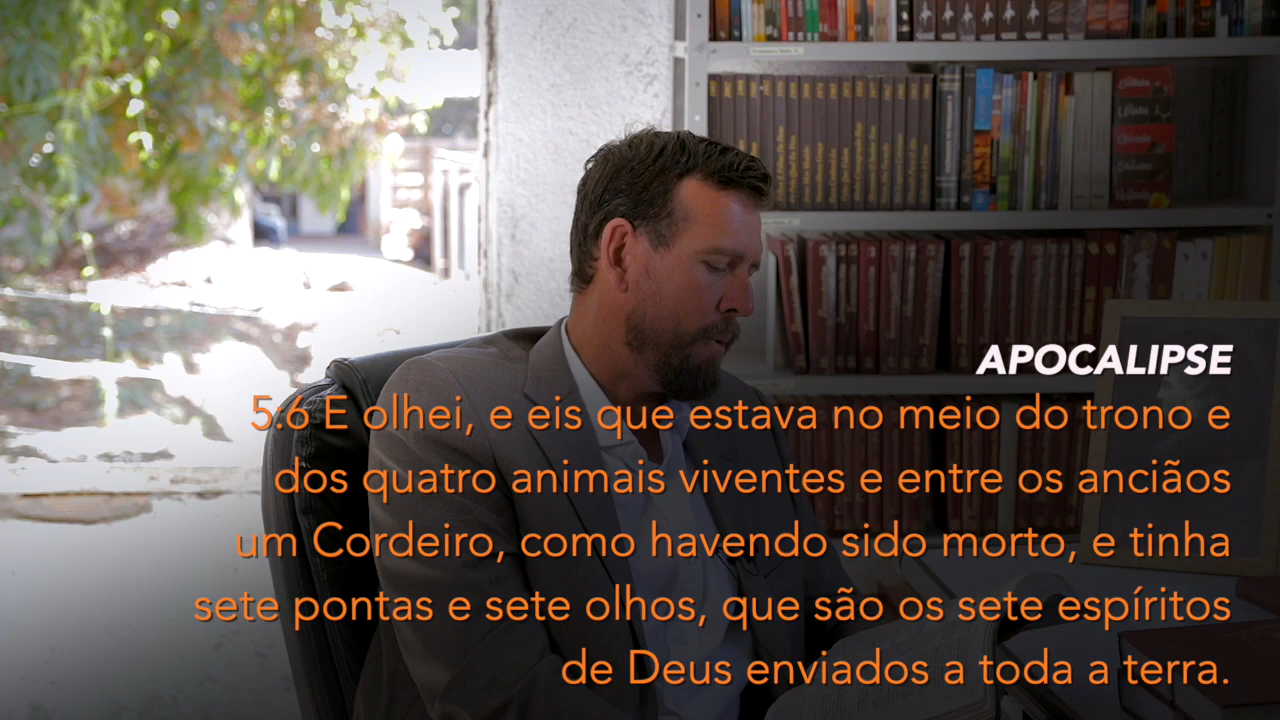 APOCALIPSE
5:6 E olhei, e eis que estava no meio do trono e
dos quatro animais viventes e entre os anciãos
um Cordeiro, como havendo sido morto, e tinha
sete pontas e sete olhos, que são os sete espíritos
de Deus enviados a toda a terra.